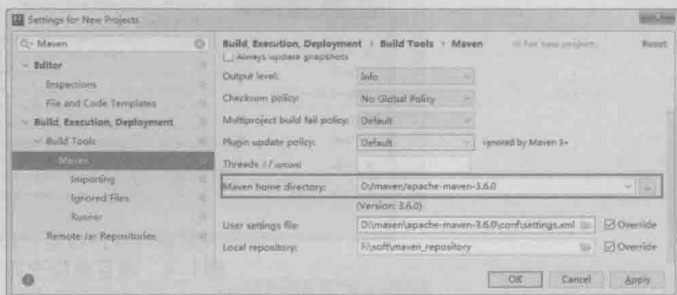 Settings for New Projects
Maven
Build, Execution, Deployment › Build Tools › Maven For new projects Reset
Always update snapshots
Editor
Inspections
File and Code Templates
Build, Execution, Deployment
Build Tools
Maven
Importing
Ignored Files
Runner
Remote Jar Repositories
Output level: Info
Checksum policy: No Global Policy
Multiproject build fail policy: Default
Plugin update policy: Default ignored by Maven 3+
Threads (-T option)
Maven home directory: D:/maven/apache-maven-3.6.0
(Version: 3.6.0)
User settings file D:\maven\apache-maven-3.6.0\conf\settings.xml Override
Local repository: F:\soft\maven_repository Override
? OK Cancel Apply